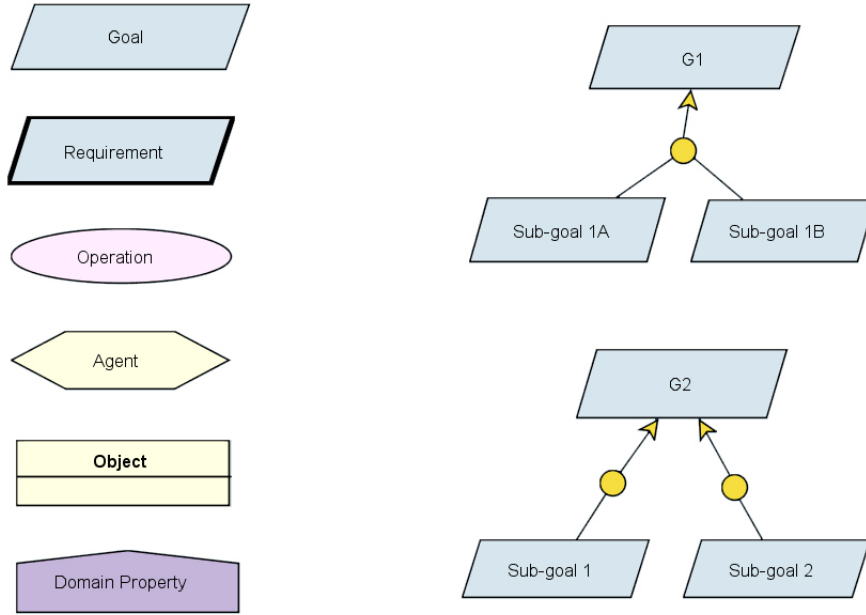 Goal
Requirement
Operation
Agent
Object
Domain Property
G1
Sub-goal 1A
Sub-goal 1B
G2
Sub-goal 1
Sub-goal 2